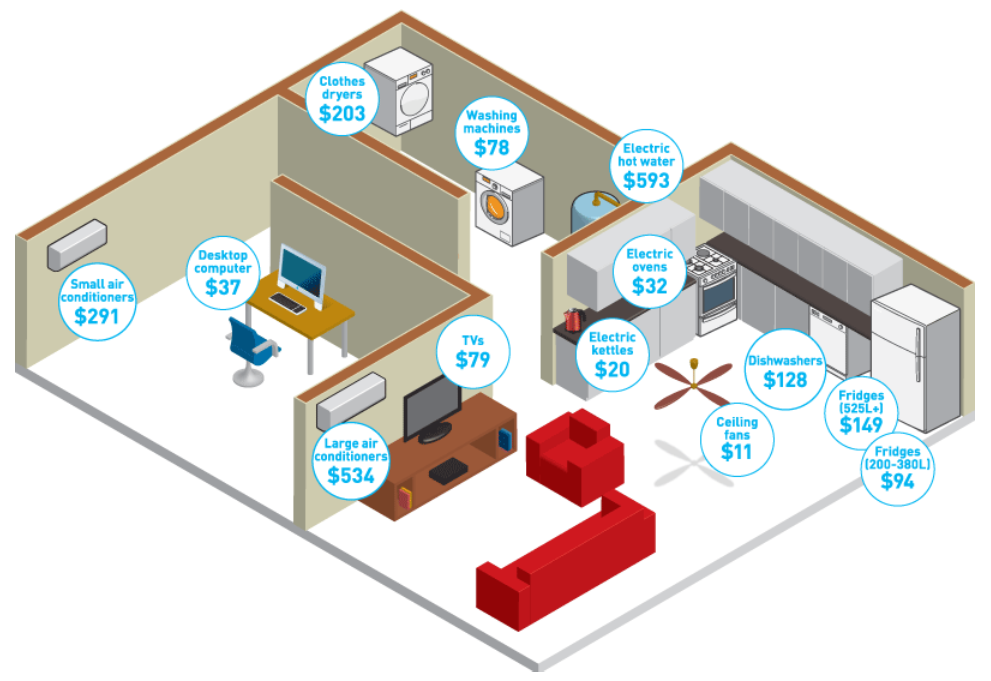 Clothes
dryers
$203
Washing
machines
$78
Electric
hot water
$593
Desktop
computer
$37
Small air
conditioners
$291
Electric
ovens
$32
TVs
$79
Electric
kettles
$20
Dishwashers
$128
Fridges
(525L+)
$149
Ceiling
fans
$11
Large air
conditioners
$534
Fridges
(200-380L)
$94